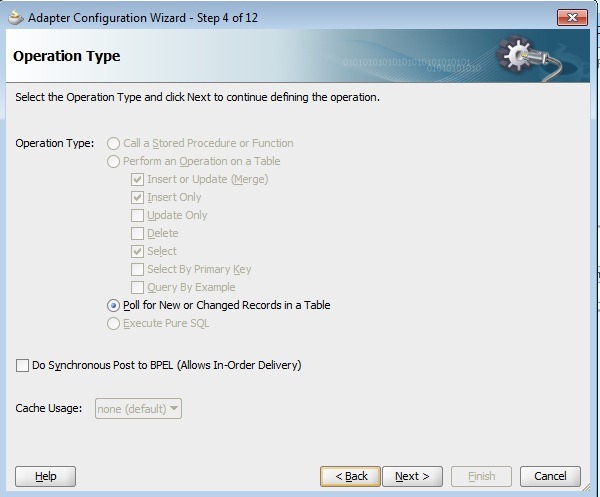 Adapter Configuration Wizard - Step 4 of 12
Operation Type
0101010101010101010101010101
01010101010
Select the Operation Type and click Next to continue defining the operation.
Operation Type: Call a Stored Procedure or Function
Perform an Operation on a Table
Insert or Update (Merge)
Insert Only
Update Only
Delete
Select
Select By Primary Key
Query By Example
Poll for New or Changed Records in a Table
Execute Pure SQL
Do Synchronous Post to BPEL (Allows In-Order Delivery)
Cache Usage: none (default)
Help < Back Next > Finish Cancel